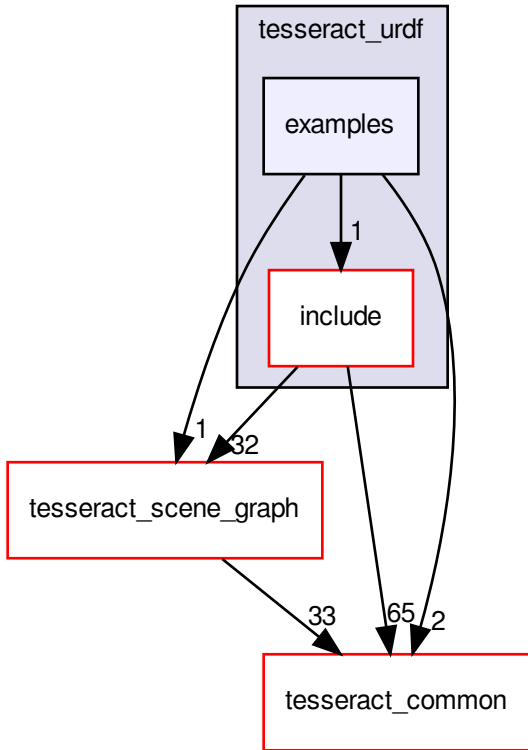 tesseract_urdf
examples
1
include
1
32
tesseract_scene_graph
33
65
2
tesseract_common